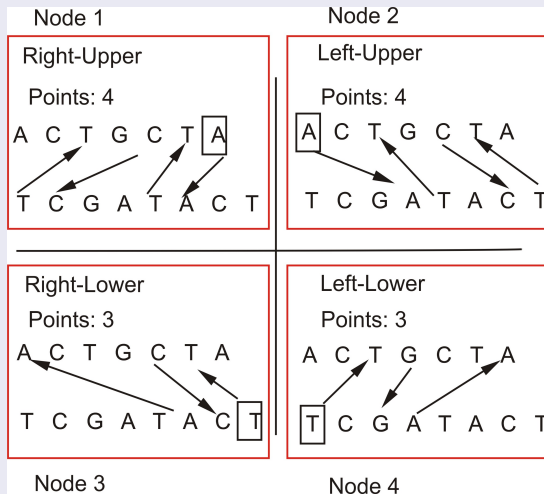 Node 1
Right-Upper
Points: 4
A C T G C T A
T C G A T A C T
Node 2
Left-Upper
Points: 4
A C T G C T A
T C G A T A C T
Right-Lower
Points: 3
A C T G C T A
T C G A T A C T
Node 3
Left-Lower
Points: 3
A C T G C T A
T C G A T A C T
Node 4